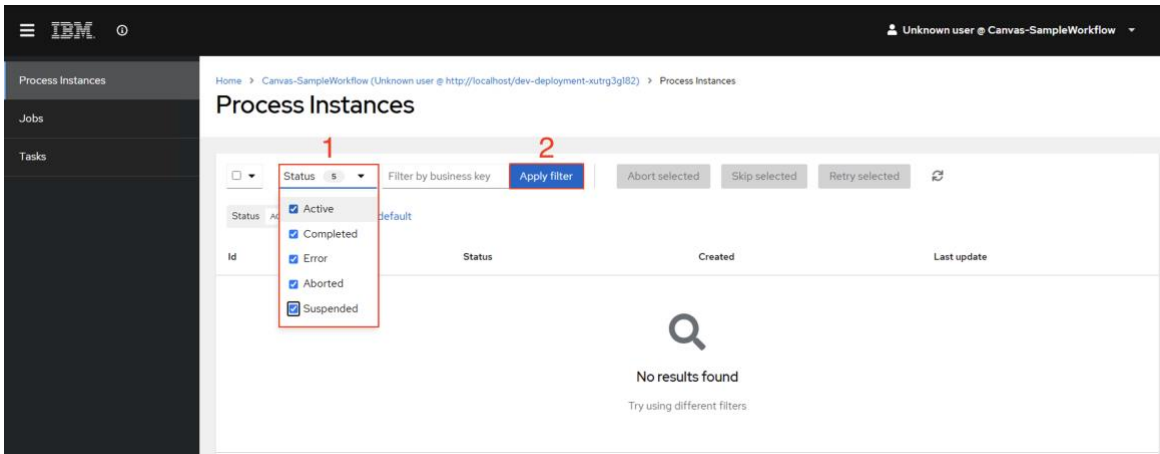 IBM
Unknown user @ Canvas-SampleWorkflow
Process Instances
Jobs
Tasks
Home > Canvas-SampleWorkflow (Unknown user @ http://localhost/dev-deployment-xutrg3gl82) > Process Instances
Process Instances
1
2
Status 5
Filter by business key
Apply filter
Abort selected
Skip selected
Retry selected
Status
default
Active
Completed
Error
Aborted
Suspended
Id
Status
Created
Last update
No results found
Try using different filters